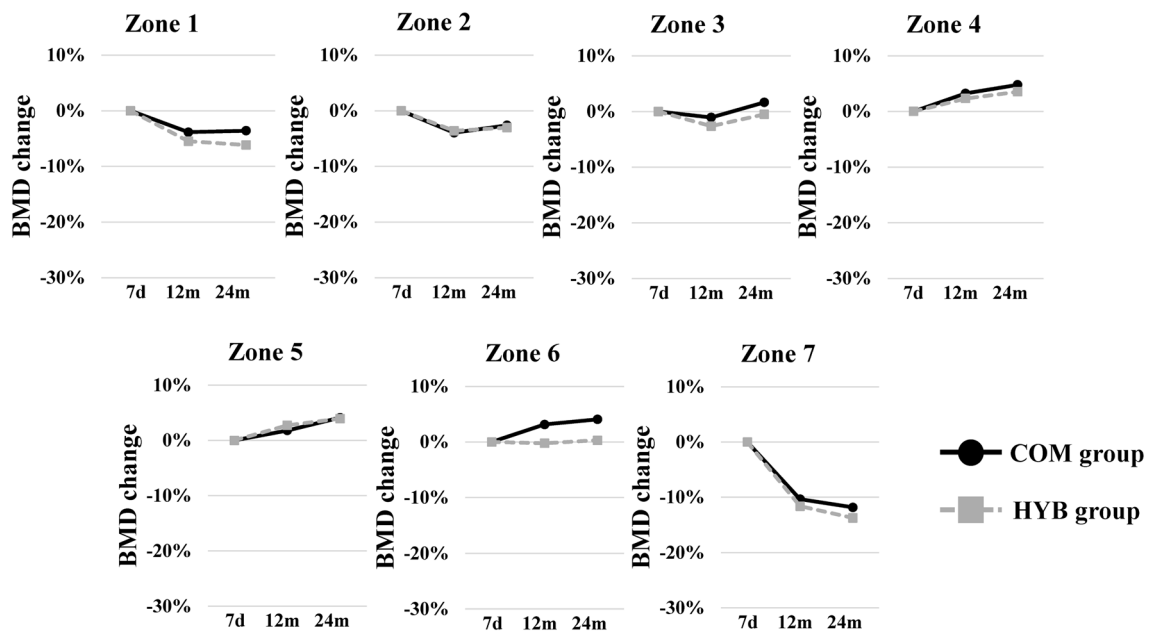 Zone 1
10%
0%
-10%
-20%
-30%
BMD change
7d 12m 24m
Zone 2
10%
0%
-10%
-20%
-30%
BMD change
7d 12m 24m
Zone 3
10%
0%
-10%
-20%
-30%
BMD change
7d 12m 24m
Zone 4
10%
0%
-10%
-20%
-30%
BMD change
7d 12m 24m
Zone 5
10%
0%
-10%
-20%
-30%
BMD change
7d 12m 24m
Zone 6
10%
0%
-10%
-20%
-30%
BMD change
7d 12m 24m
Zone 7
10%
0%
-10%
-20%
-30%
BMD change
7d 12m 24m
COM group
HYB group